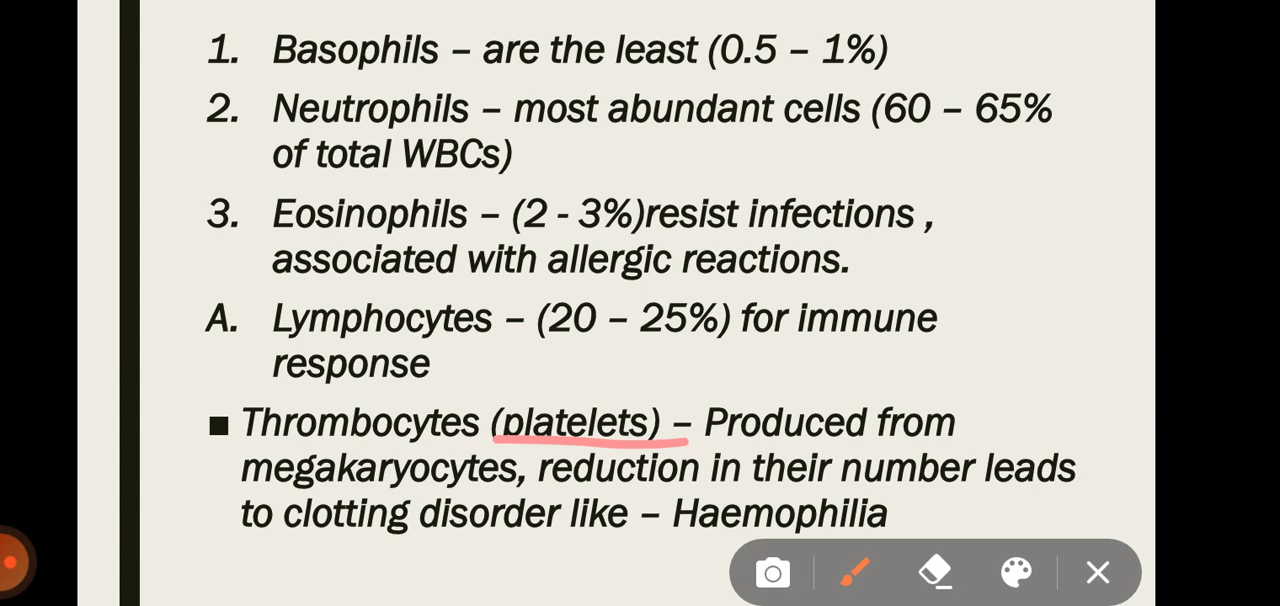 1. Basophils – are the least (0.5 – 1%)
2. Neutrophils – most abundant cells (60 – 65%
of total WBCs)
3. Eosinophils – (2 - 3%)resist infections ,
associated with allergic reactions.
A. Lymphocytes – (20 – 25%) for immune
response
■ Thrombocytes (platelets) – Produced from
megakaryocytes, reduction in their number leads
to clotting disorder like – Haemophilia